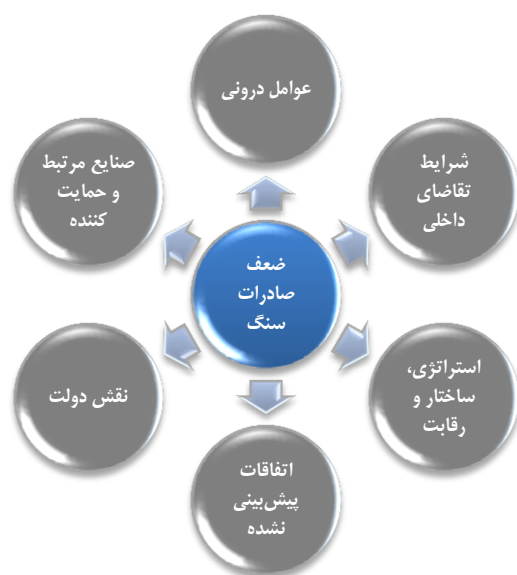 عوامل درونی
شرایط
تقاضای
داخلی
استراتژی،
ساختار و
رقابت
اتفاقات
پیش‌بینی
نشده
نقش دولت
صنایع مرتبط
و حمایت
کننده
ضعف
صادرات
سنگ